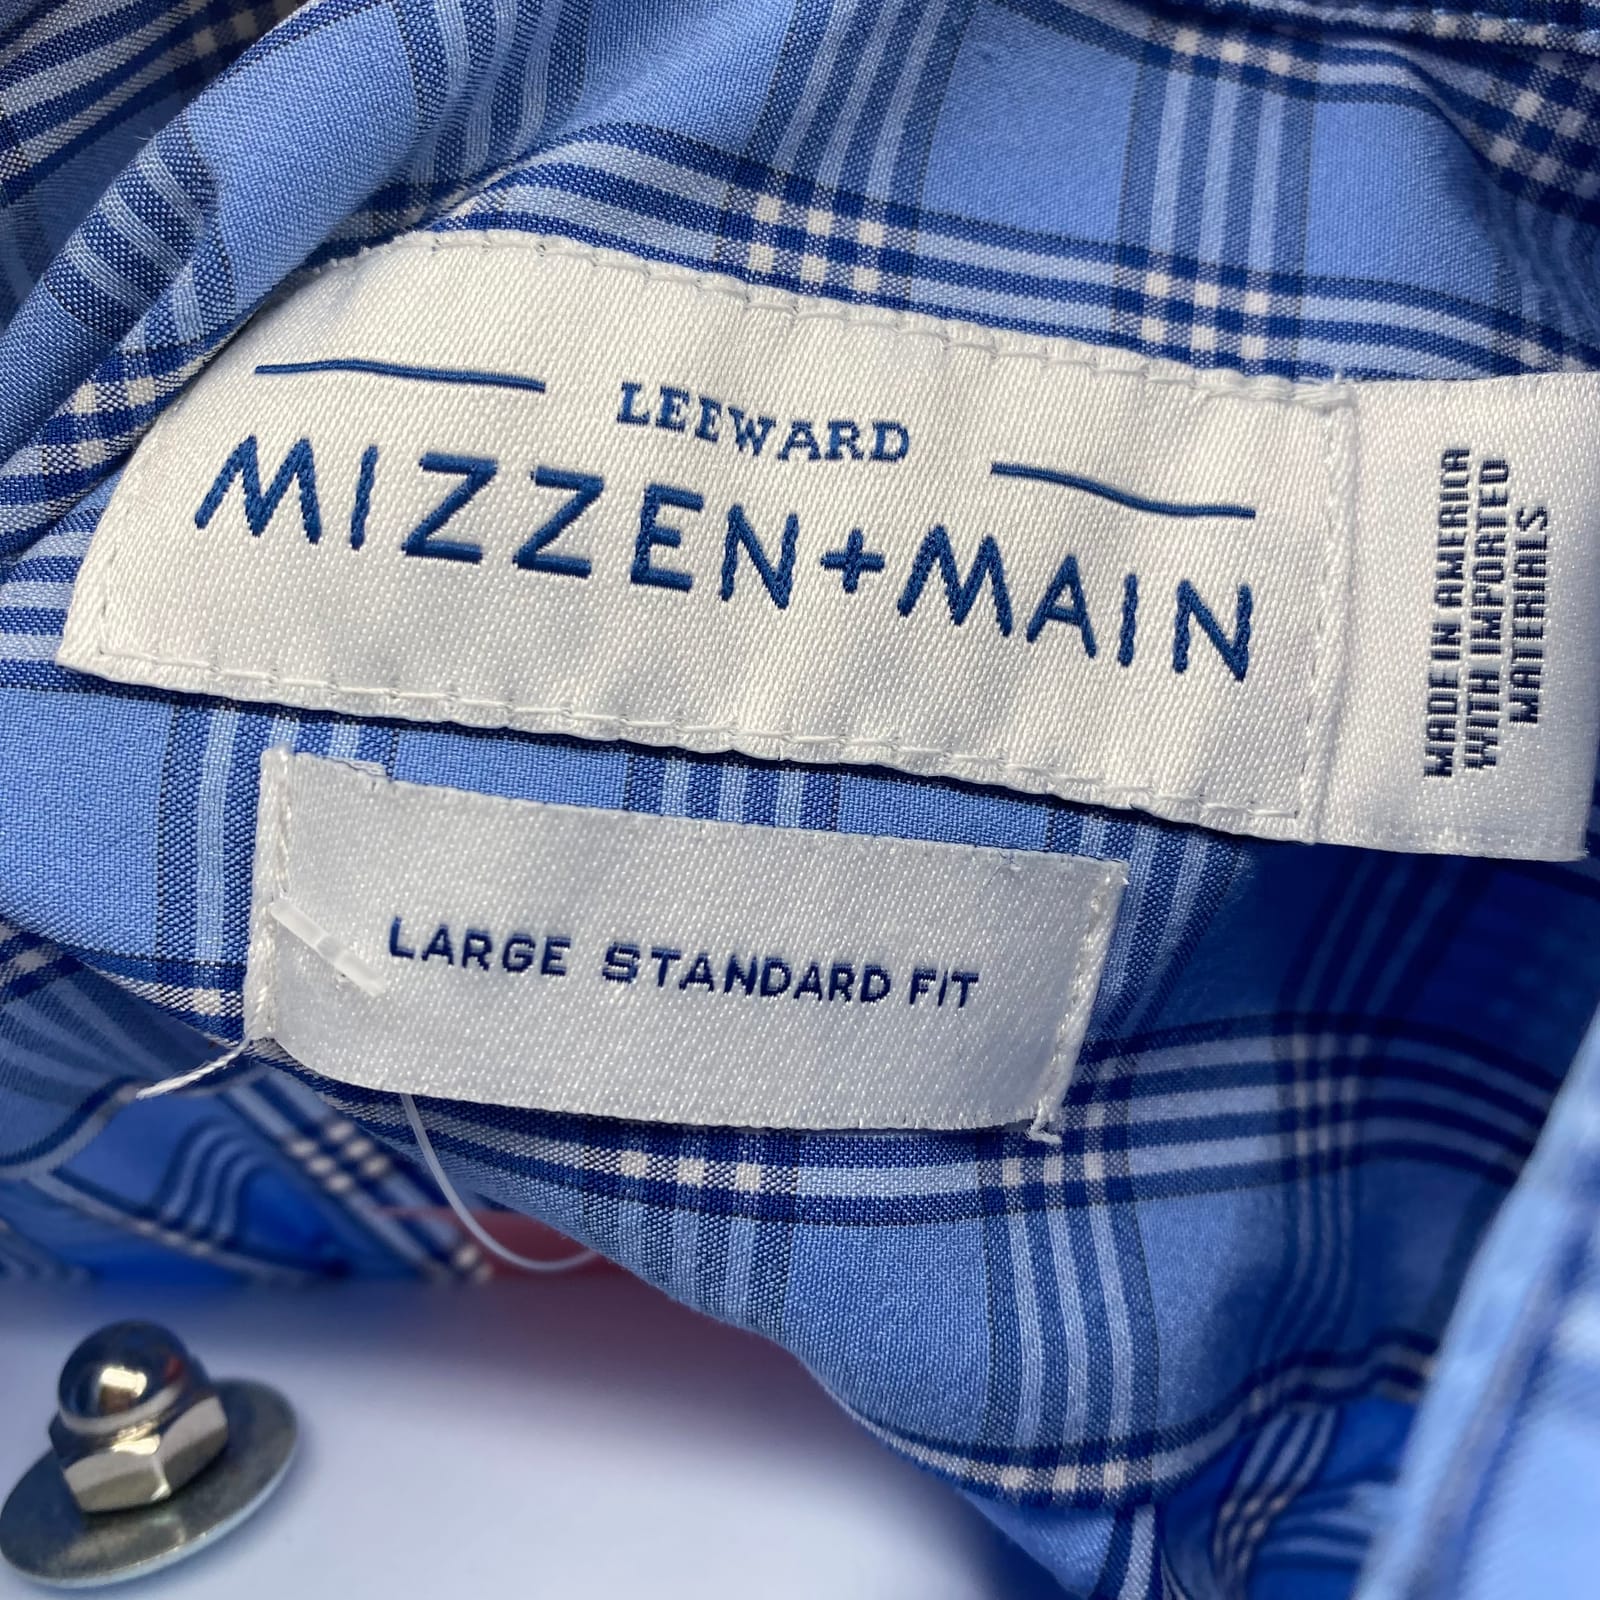 LEEWARD
MIZZEN+MAIN
MADE IN AMERICA
WITH IMPORTED
MATERIALS
LARGE STANDARD FIT